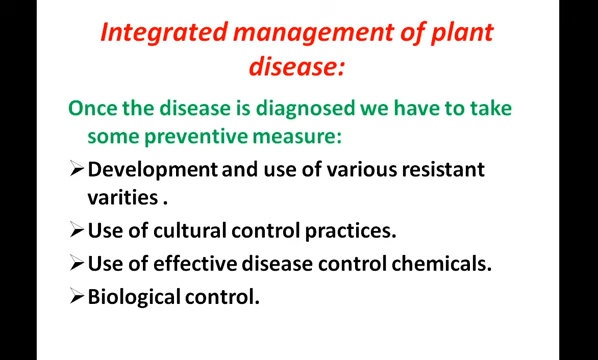 Integrated management of plant
disease:
Once the disease is diagnosed we have to take
some preventive measure:
➢Development and use of various resistant
varities .
➢Use of cultural control practices.
➢Use of effective disease control chemicals.
➢Biological control.